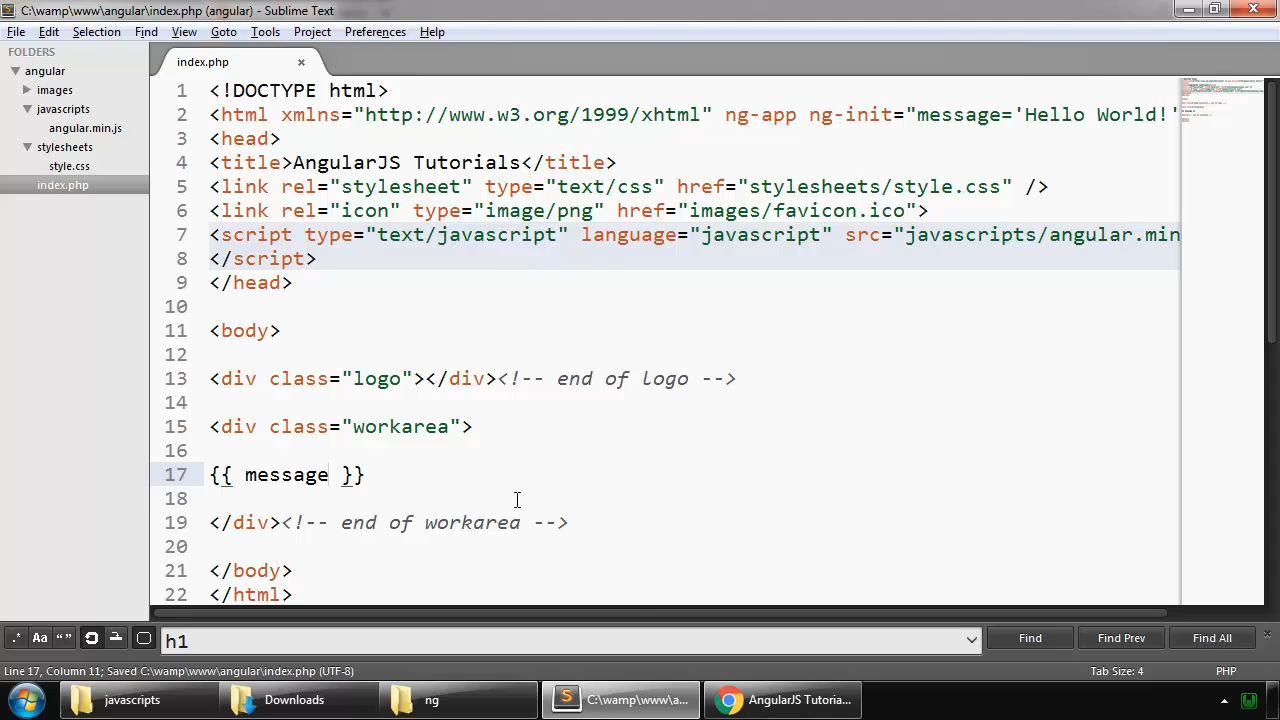 C:\wamp\www\angular\index.php (angular) - Sublime Text
File Edit Selection Find View Goto Tools Project Preferences Help
FOLDERS
angular
images
javascripts
angular.min.js
stylesheets
style.css
index.php
index.php ×
1 <!DOCTYPE html>
2 <html xmlns="http://www.w3.org/1999/xhtml" ng-app ng-init="message='Hello World!'
3 <head>
4 <title>AngularJS Tutorials</title>
5 <link rel="stylesheet" type="text/css" href="stylesheets/style.css" />
6 <link rel="icon" type="image/png" href="images/favicon.ico">
7 <script type="text/javascript" language="javascript" src="javascripts/angular.min
8 </script>
9 </head>
10
11 <body>
12
13 <div class="logo"></div><!-- end of logo -->
14
15 <div class="workarea">
16
17 {{ message }}
18
19 </div><!-- end of workarea -->
20
21 </body>
22 </html>
.* Aa “” h1 Find Find Prev Find All
Line 17, Column 11; Saved C:\wamp\www\angular\index.php (UTF-8) Tab Size: 4 PHP
javascripts Downloads ng C:\wamp\www\a... AngularJS Tutoria...